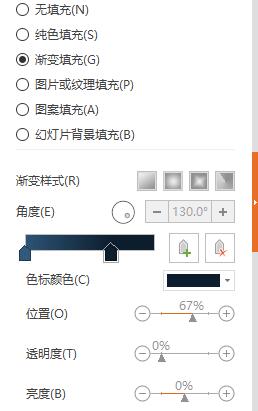 无填充(N)
纯色填充(S)
渐变填充(G)
图片或纹理填充(P)
图案填充(A)
幻灯片背景填充(B)
渐变样式(R)
角度(E) 130.0°
色标颜色(C)
位置(O) 67%
透明度(T) 0%
亮度(B) 0%